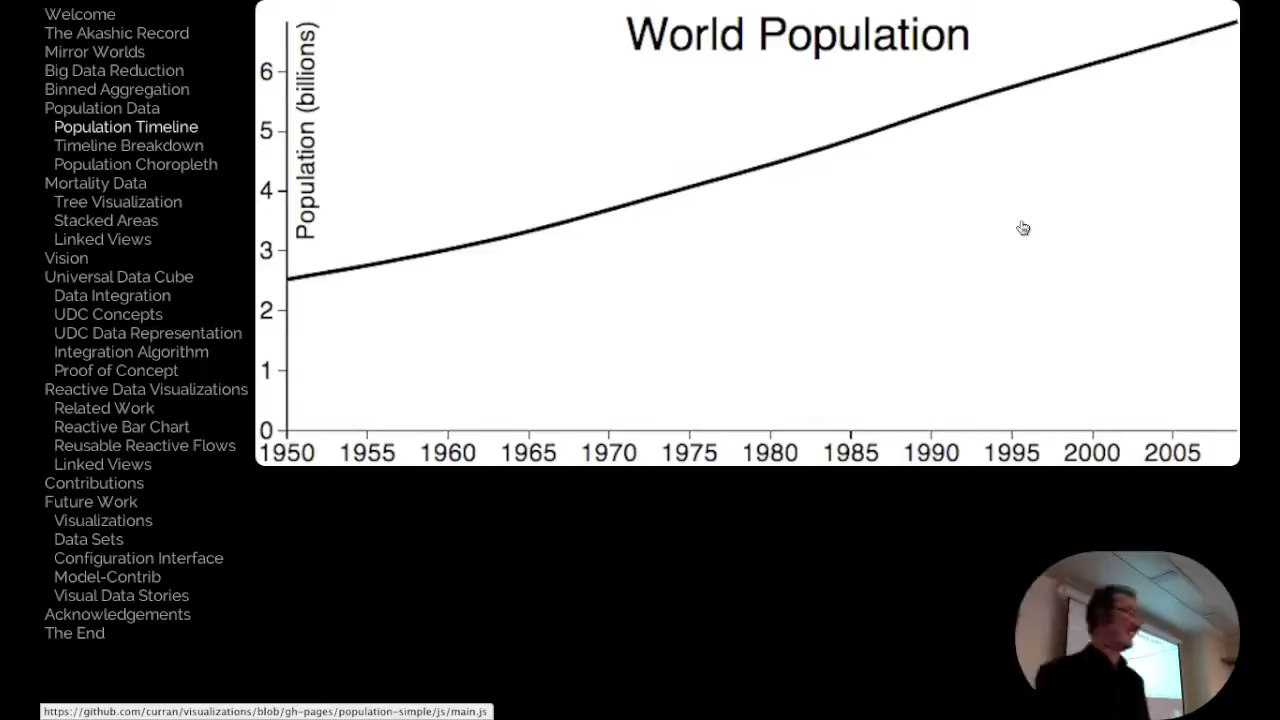 Welcome
The Akashic Record
Mirror Worlds
Big Data Reduction
Binned Aggregation
Population Data
Population Timeline
Timeline Breakdown
Population Choropleth
Mortality Data
Tree Visualization
Stacked Areas
Linked Views
Vision
Universal Data Cube
Data Integration
UDC Concepts
UDC Data Representation
Integration Algorithm
Proof of Concept
Reactive Data Visualizations
Related Work
Reactive Bar Chart
Reusable Reactive Flows
Linked Views
Contributions
Future Work
Visualizations
Data Sets
Configuration Interface
Model-Contrib
Visual Data Stories
Acknowledgements
The End
World Population
Population (billions)
6
5
4
3
2
1
0
1950 1955 1960 1965 1970 1975 1980 1985 1990 1995 2000 2005
https://github.com/curran/visualizations/blob/gh-pages/population-simple/js/main.js